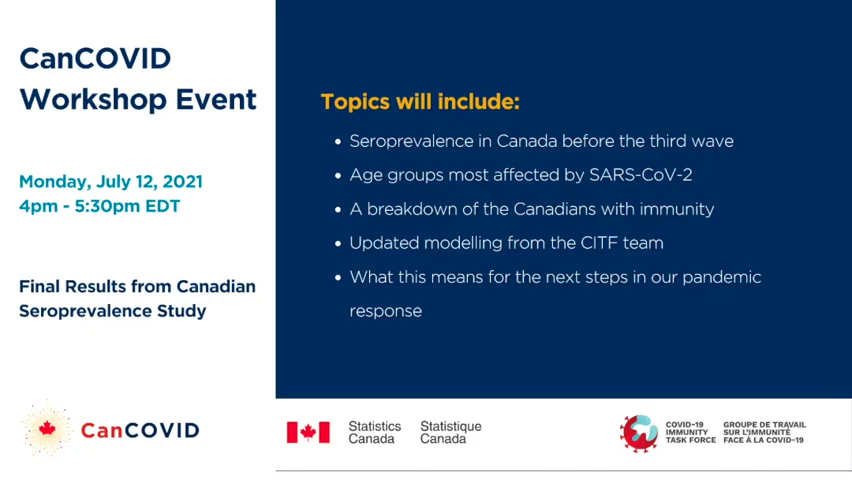 CanCOVID
Workshop Event
Monday, July 12, 2021
4pm - 5:30pm EDT
Final Results from Canadian
Seroprevalence Study
Topics will include:
• Seroprevalence in Canada before the third wave
• Age groups most affected by SARS-CoV-2
• A breakdown of the Canadians with immunity
• Updated modelling from the CITF team
• What this means for the next steps in our pandemic
response
CanCOVID
Statistics
Canada
Statistique
Canada
COVID-19
IMMUNITY
TASK FORCE
GROUPE DE TRAVAIL
SUR L'IMMUNITÉ
FACE À LA COVID-19